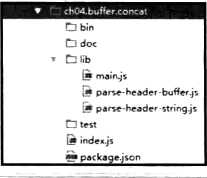 ch04.buffer.concat
bin
doc
lib
main.js
parse-header-buffer.js
parse-header-string.js
test
index.js
package.json